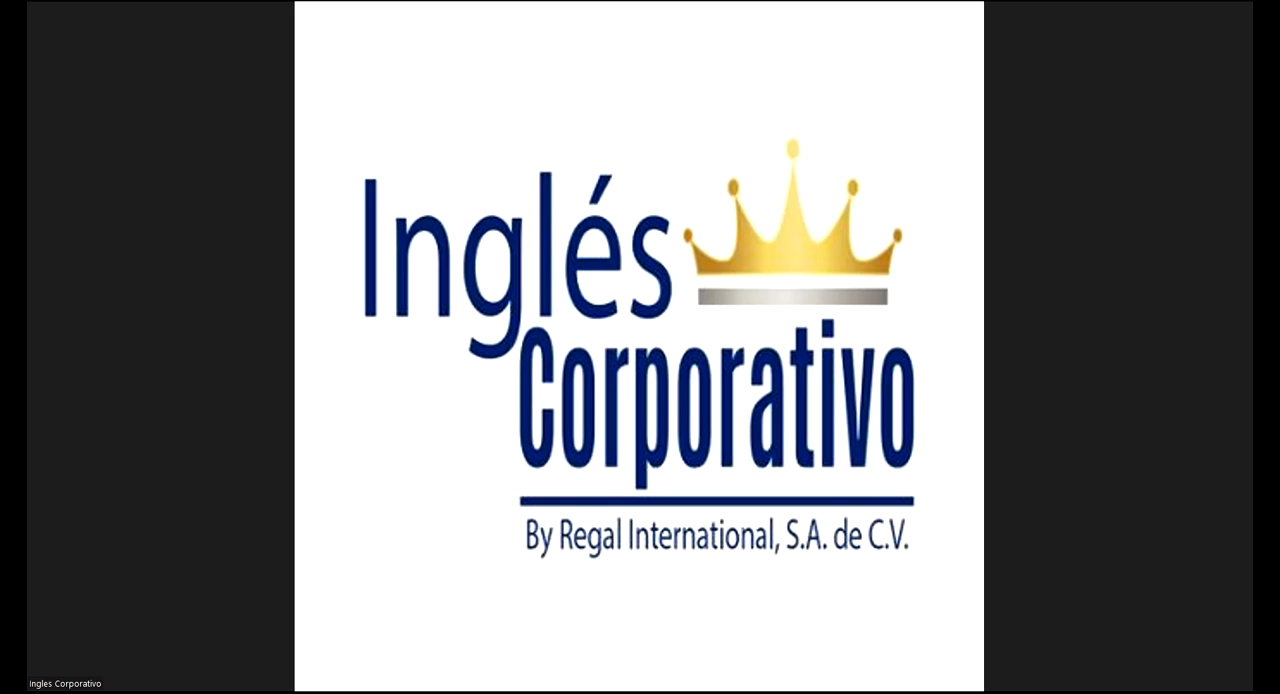 Inglés
Corporativo
By Regal International, S.A. de C.V.
Ingles Corporativo